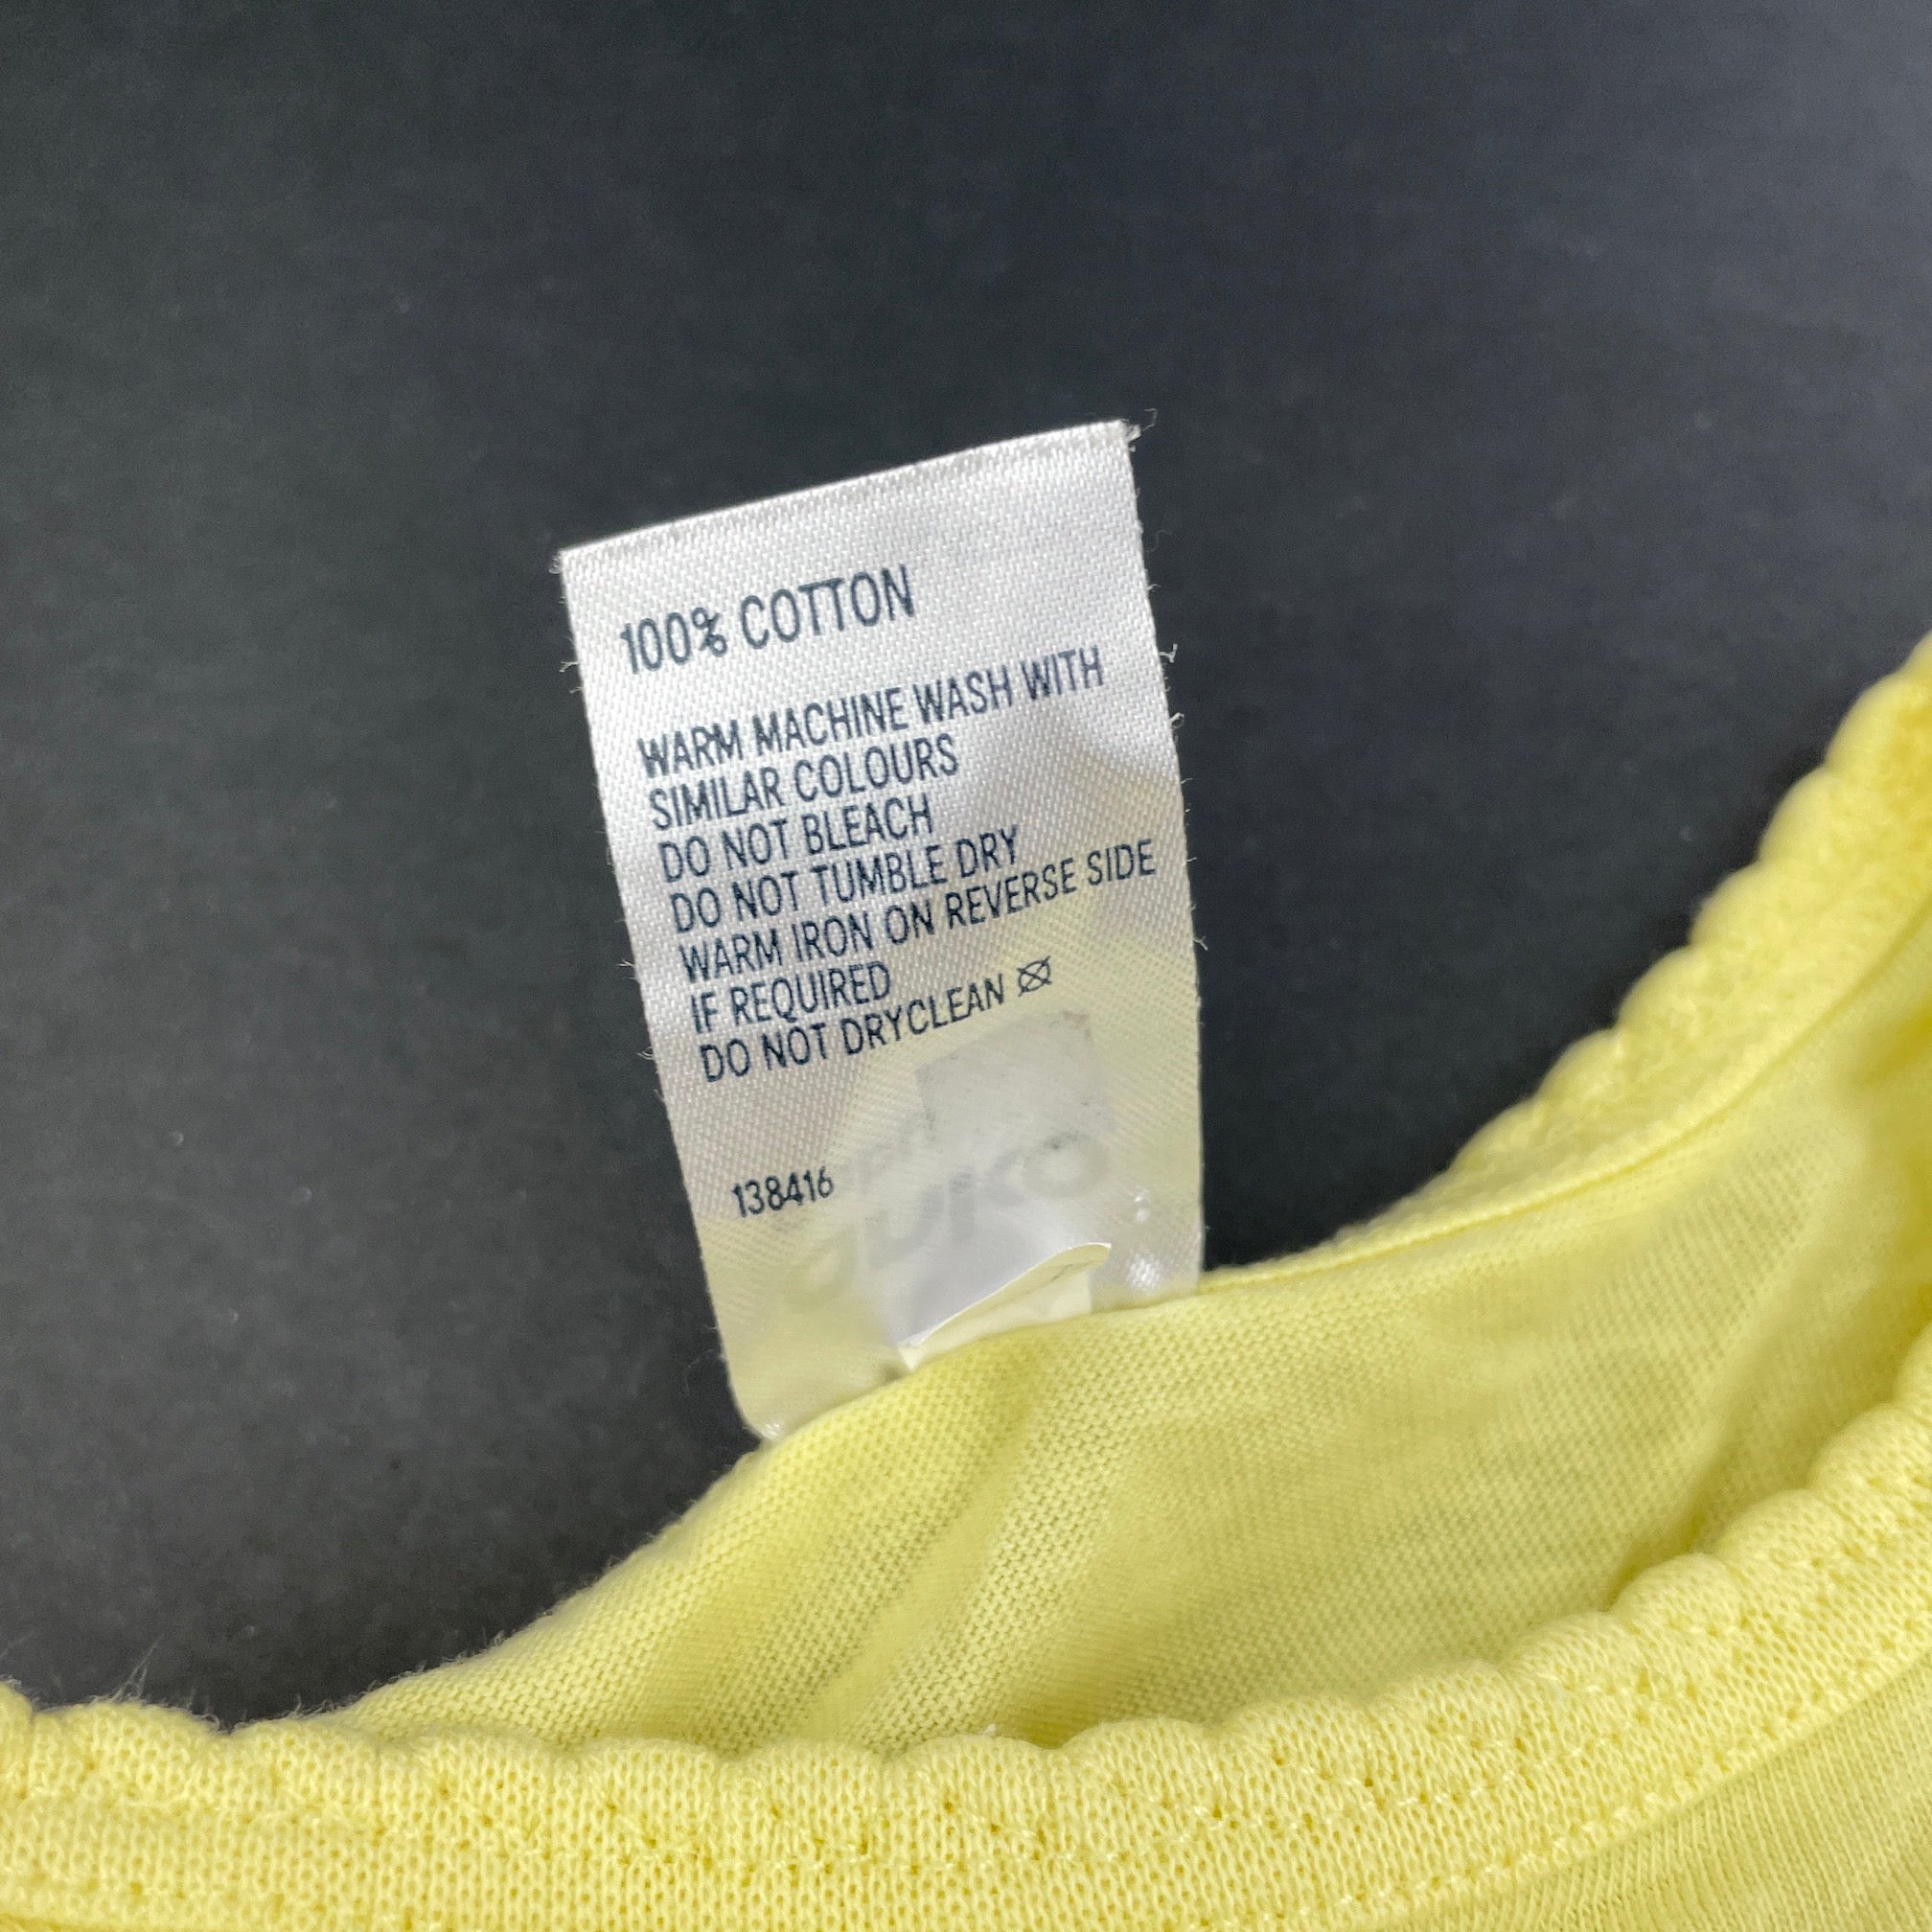 100% COTTON
WARM MACHINE WASH WITH
SIMILAR COLOURS
DO NOT BLEACH
DO NOT TUMBLE DRY
WARM IRON ON REVERSE SIDE
IF REQUIRED
DO NOT DRYCLEAN
138416